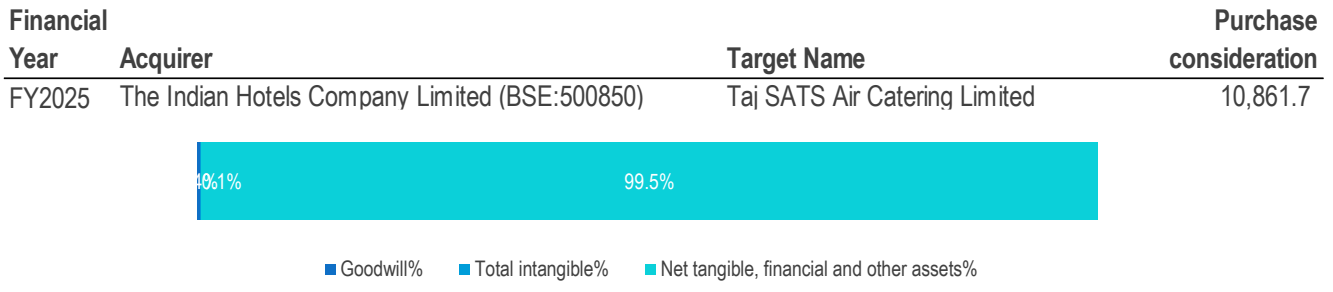 Financial Year Acquirer Target Name Purchase consideration
FY2025 The Indian Hotels Company Limited (BSE:500850) Taj SATS Air Catering Limited 10,861.7
99.5%
Goodwill% Total intangible% Net tangible, financial and other assets%